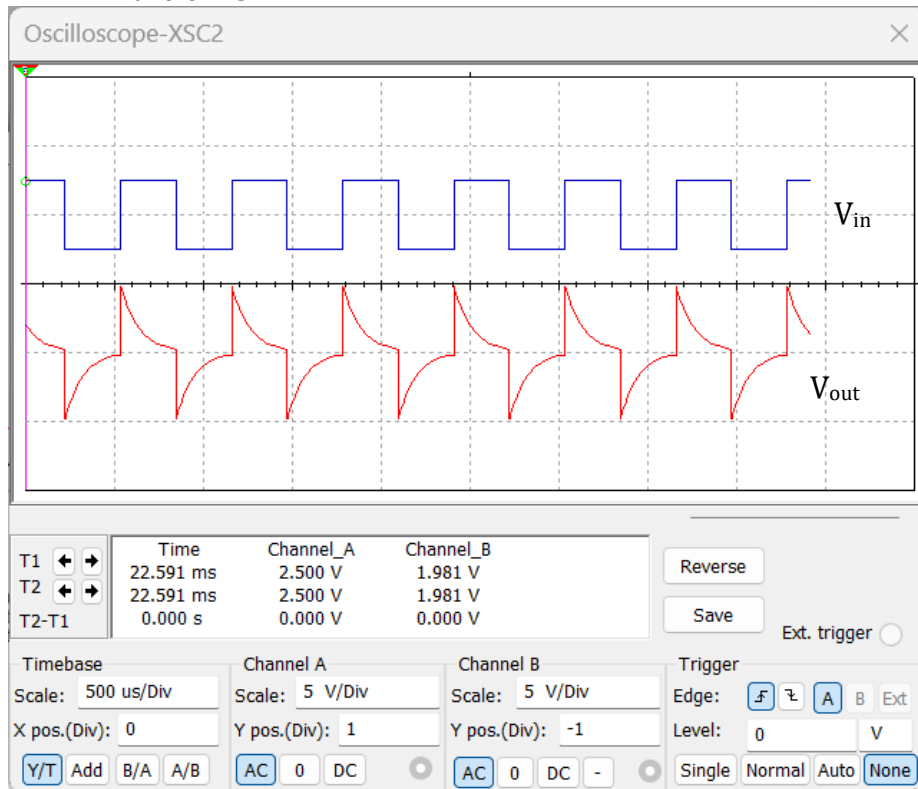 Oscilloscope-XSC2
Vin
Vout
Time Channel_A Channel_B
T1 22.591 ms 2.500 V 1.981 V
T2 22.591 ms 2.500 V 1.981 V
T2-T1 0.000 s 0.000 V 0.000 V
Reverse
Save
Ext. trigger
Timebase
Scale: 500 us/Div
X pos.(Div): 0
Y/T Add B/A A/B
Channel A
Scale: 5 V/Div
Y pos.(Div): 1
AC 0 DC
Channel B
Scale: 5 V/Div
Y pos.(Div): -1
AC 0 DC -
Trigger
Edge: A B Ext
Level: 0 V
Single Normal Auto None